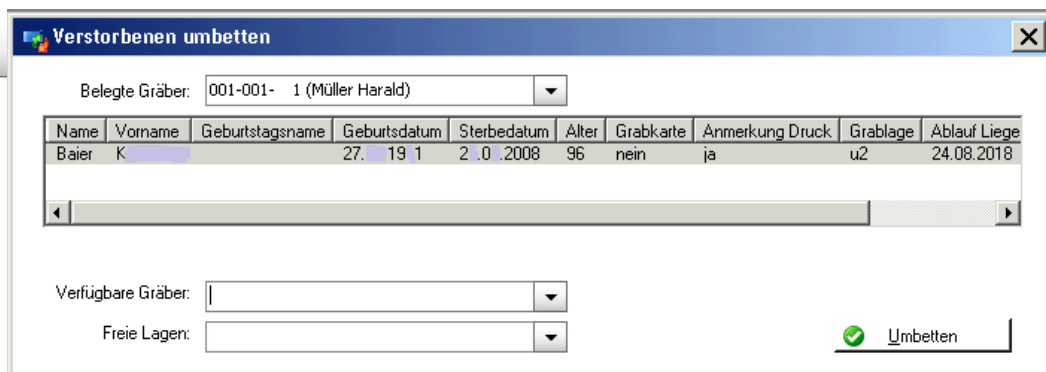 Verstorbenen umbetten
Belegte Gräber: 001-001- 1 (Müller Harald)
Name Vorname Geburtstagsname Geburtsdatum Sterbedatum Alter Grabkarte Anmerkung Druck Grablage Ablauf Liege
Baier K 27. 19 1 2 .0 .2008 96 nein ja u2 24.08.2018
Verfügbare Gräber:
Freie Lagen:
Umbetten